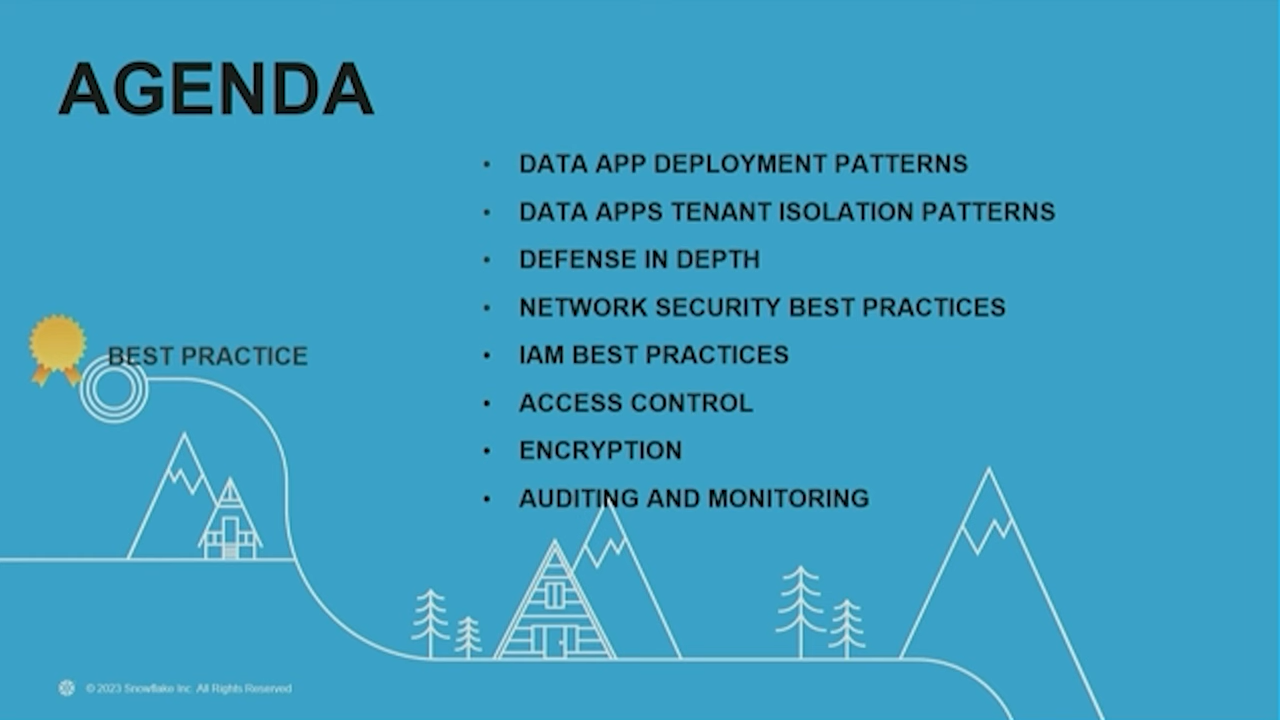 AGENDA
• DATA APP DEPLOYMENT PATTERNS
• DATA APPS TENANT ISOLATION PATTERNS
• DEFENSE IN DEPTH
• NETWORK SECURITY BEST PRACTICES
• IAM BEST PRACTICES
• ACCESS CONTROL
• ENCRYPTION
• AUDITING AND MONITORING
BEST PRACTICE
© 2023 Snowflake Inc. All Rights Reserved